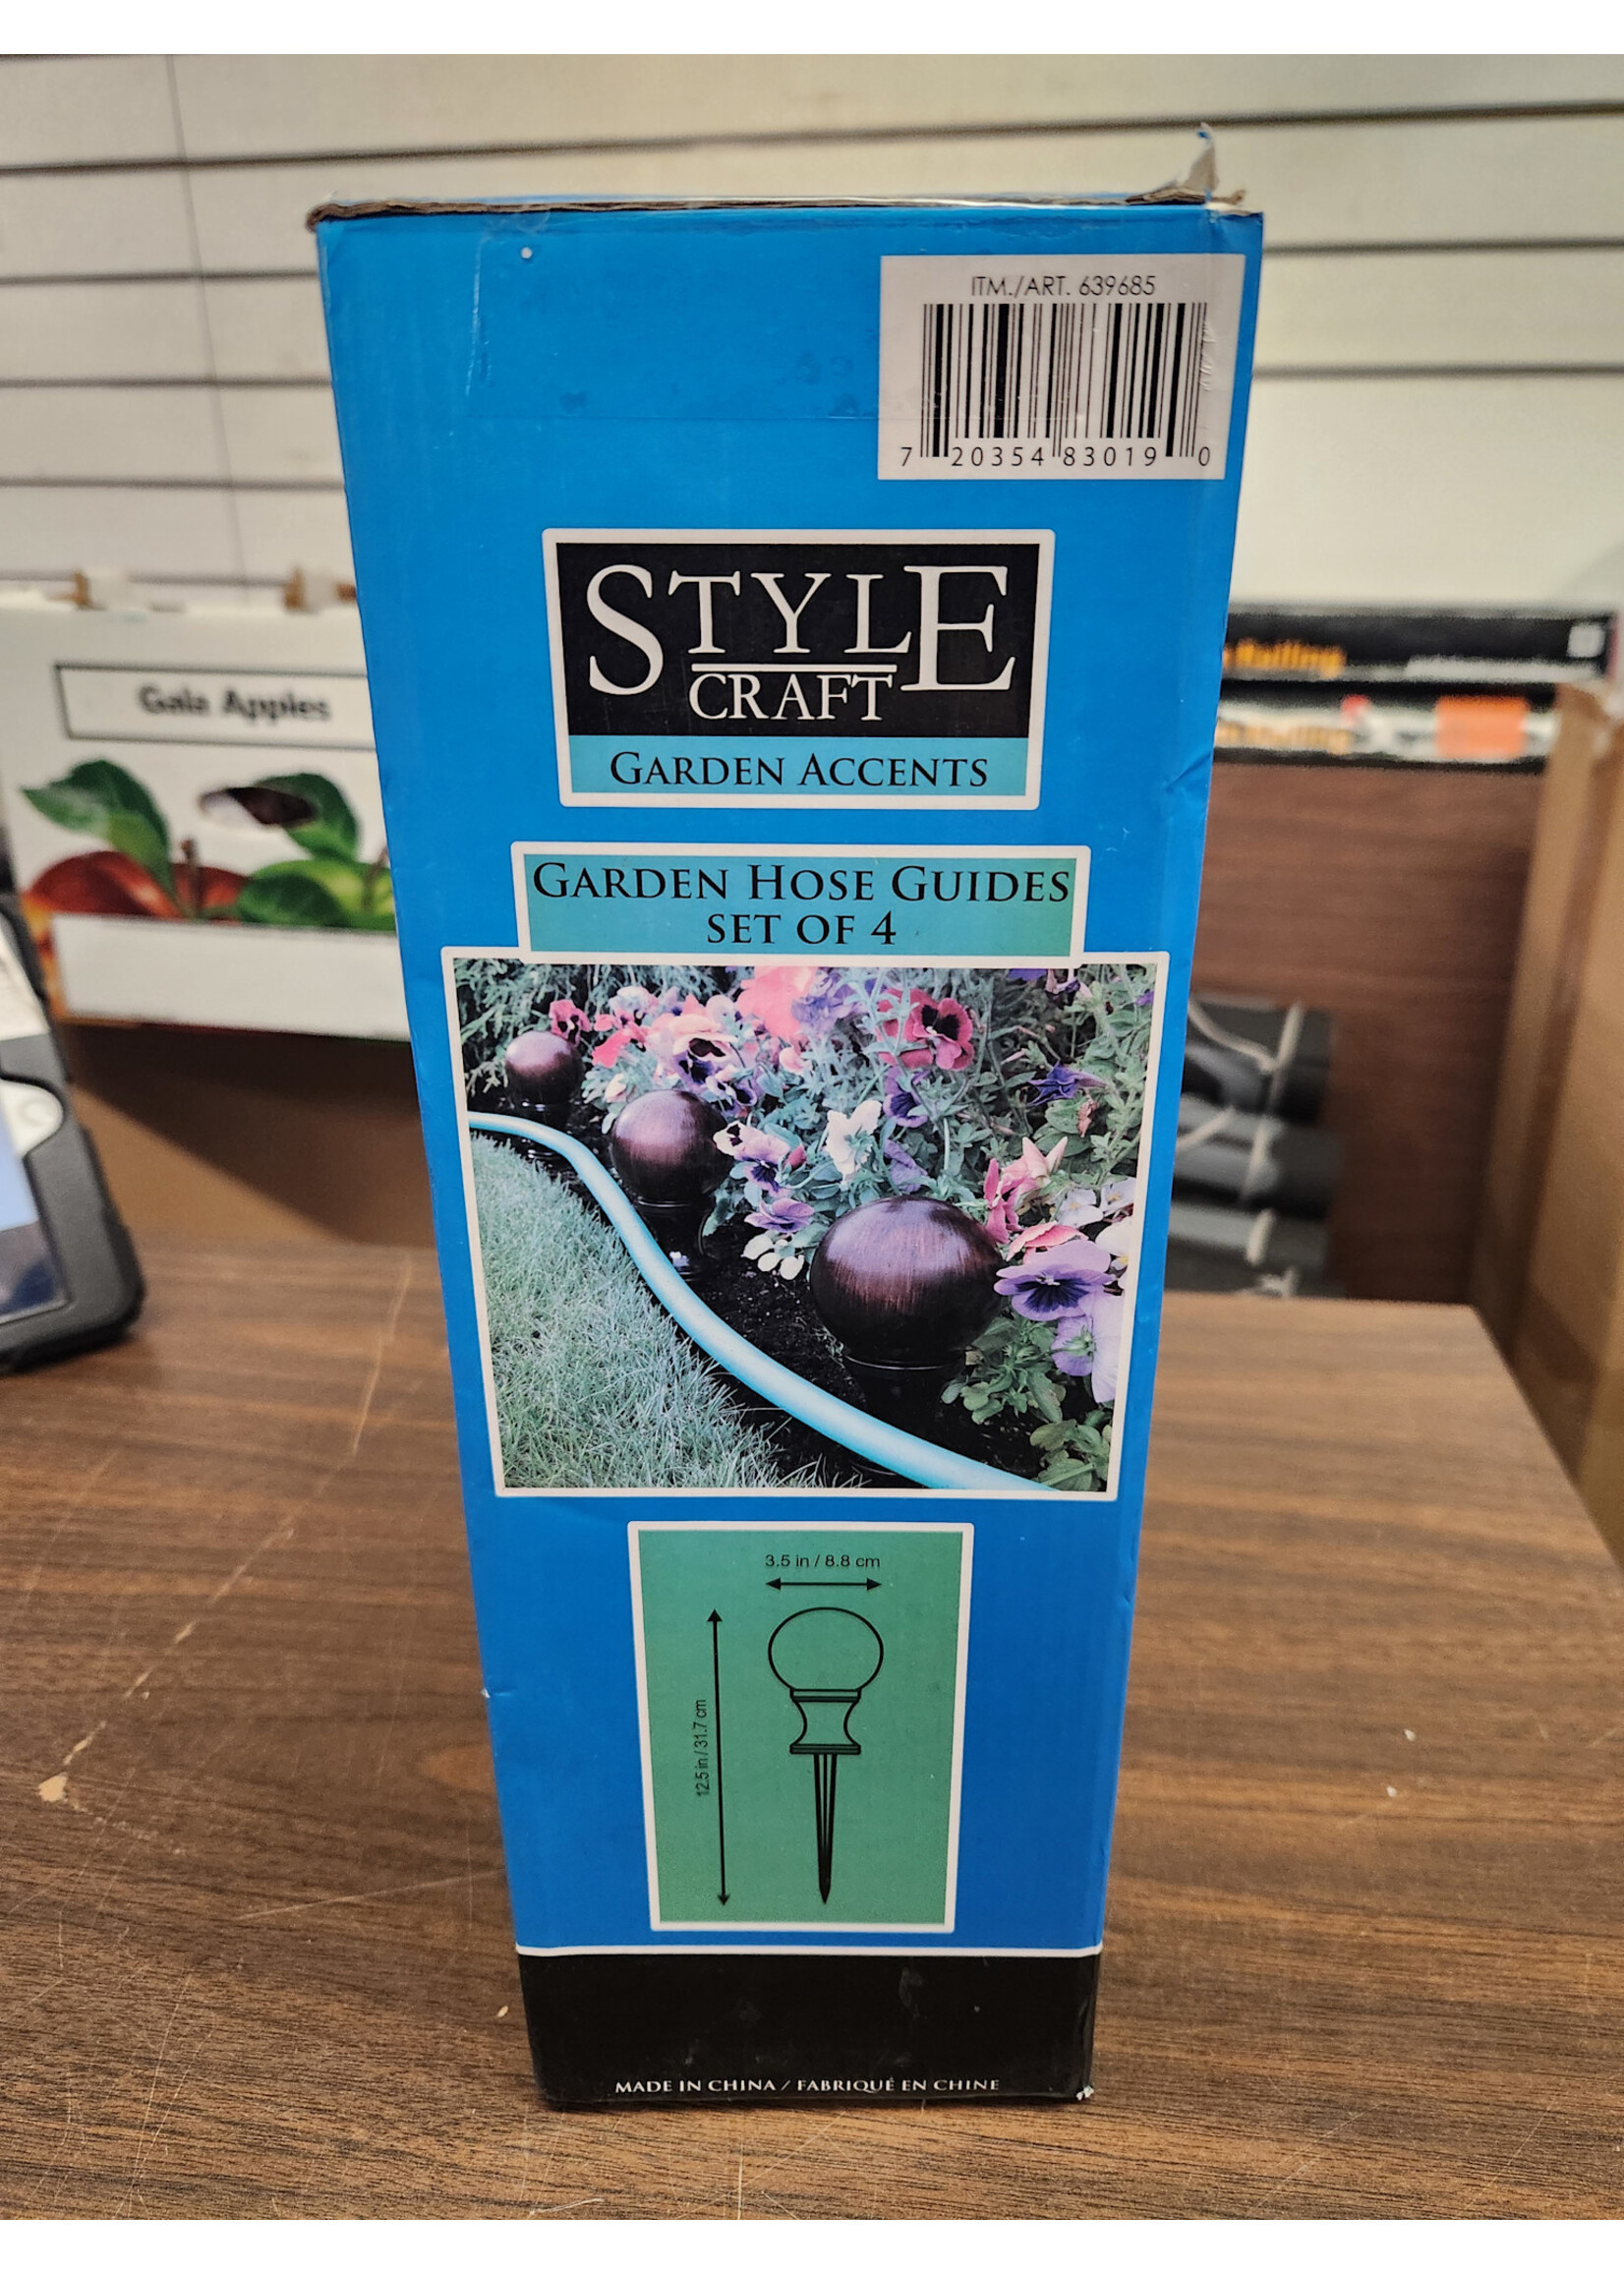 ITM./ART. 639685
7 20354 83019 0
STYLE
CRAFT
GARDEN ACCENTS
Gala Apples
Railing
GARDEN HOSE GUIDES
SET OF 4
3.5 in / 8.8 cm
12.5 in / 31.7 cm
MADE IN CHINA / FABRIQUÉ EN CHINE